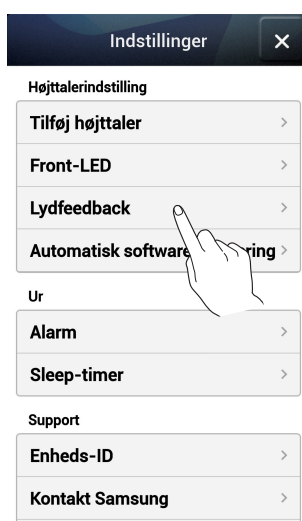 Indstillinger
Højttalerindstilling
Tilføj højttaler
Front-LED
Lydfeedback
Automatisk software ring
Ur
Alarm
Sleep-timer
Support
Enheds-ID
Kontakt Samsung